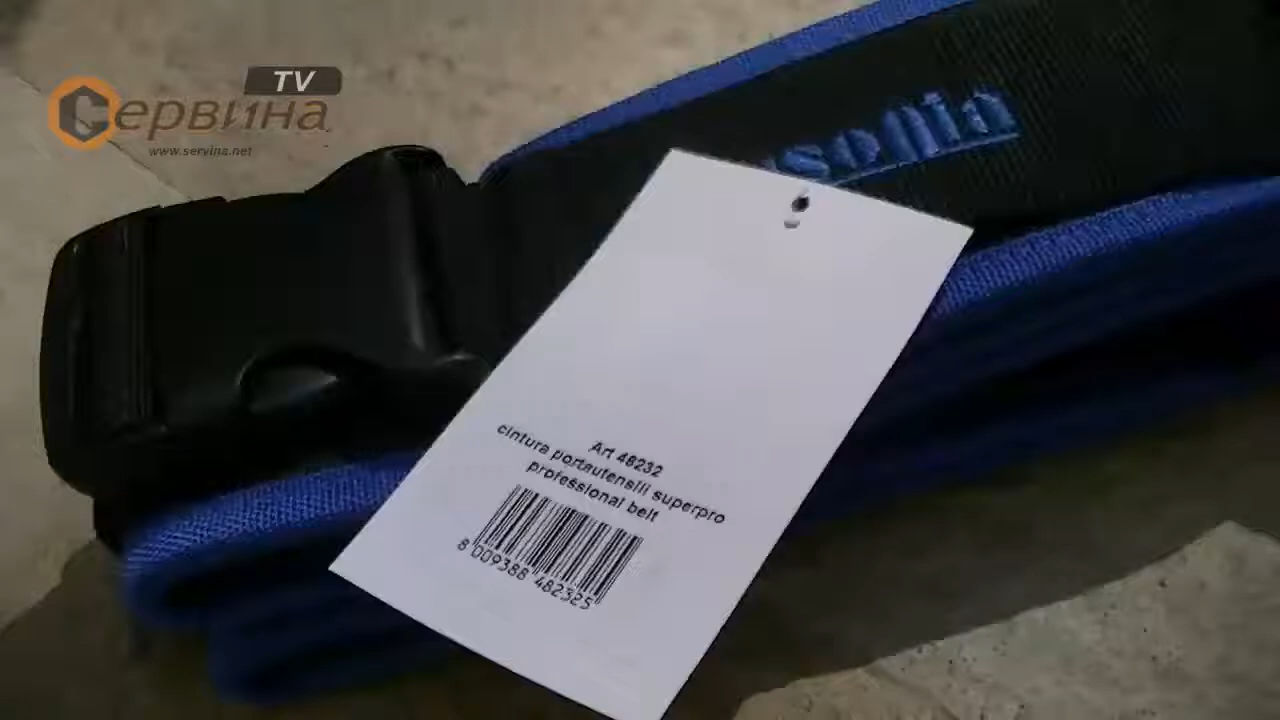 TV
Сервина
www.servina.net
Art 48232
cintura portautensili superpro
professional belt
8 009388 482325